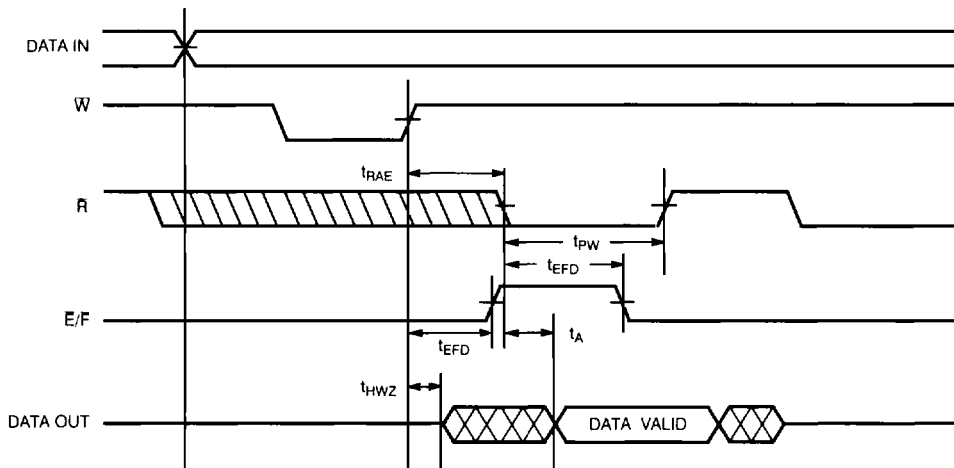 DATA IN
W̅
t_RAE
R̅
t_PW
t_EFD
E̅/F̅
t_EFD
t_A
t_HWZ
DATA OUT
DATA VALID